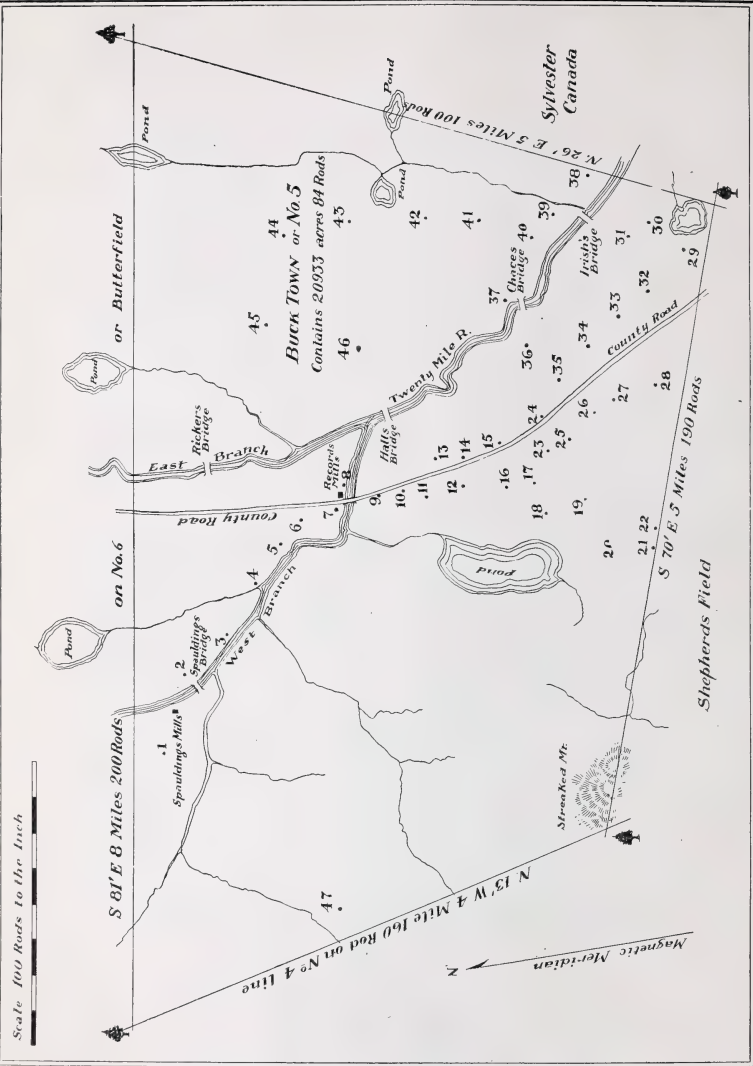 Scale 100 Rods to the Inch
S 81' E 8 Miles 200 Rods
on No. 6
or Butterfield
Pond
Pond
Pond
Pond
Pond
Pond
N. 26' E 5 Miles 100 Rods
Sylvester
Canada
BUCK TOWN or No. 5
Contains 20933 acres 84 Rods
East Branch
Rickers
Bridge
County Road
Spauldings
Bridge
Spauldings Mills
West Branch
Records
Mills
Halls
Bridge
Twenty Mile R.
Chaces
Bridge
Irish's
Bridge
County Road
S 70' E 5 Miles 190 Rods
Shepherds Field
Streaked Mt.
N. 13' W 4 Mile 160 Rod on No 4 Line
Magnetic Meridian
N
1
2
3
4
5
6
7
8
9
10
11
12
13
14
15
16
17
18
19
20
21
22
23
24
25
26
27
28
29
30
31
32
33
34
35
36
37
38
39
40
41
42
43
44
45
46
47